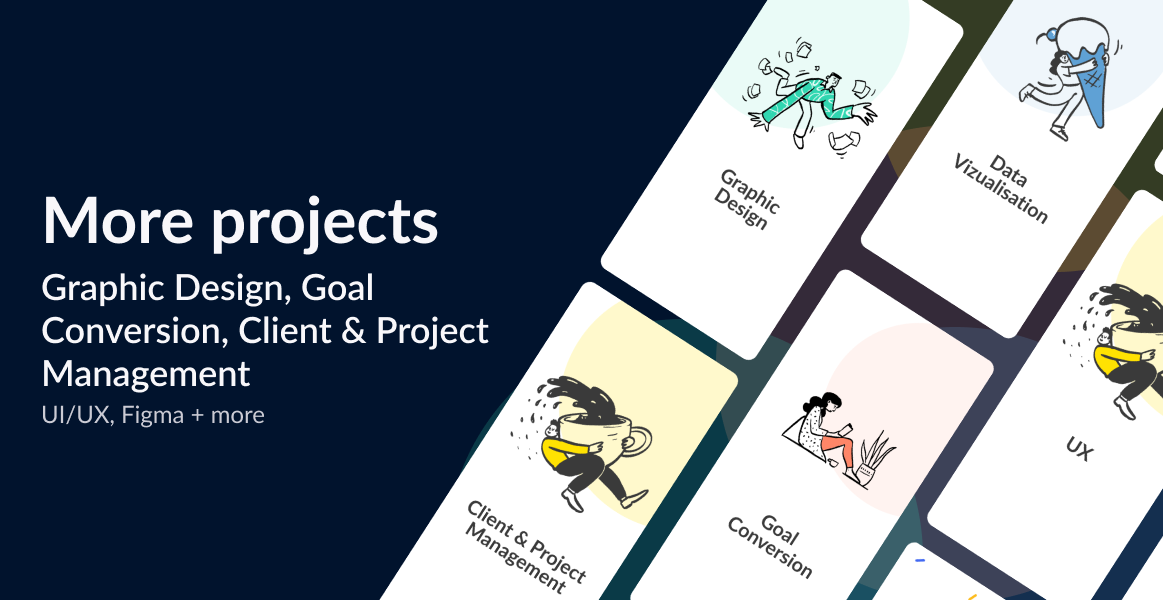 More projects
Graphic Design, Goal
Conversion, Client & Project
Management
UI/UX, Figma + more
Graphic
Design
Data
Vizualisation
Client & Project
Management
Goal
Conversion
UX